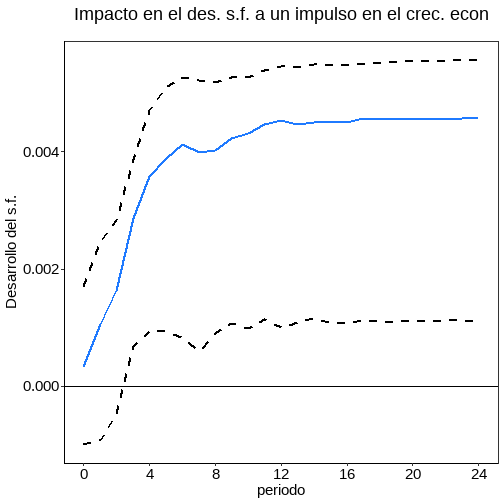 Impacto en el des. s.f. a un impulso en el crec. econ
Desarrollo del s.f.
0.004
0.002
0.000
0 4 8 12 16 20 24
periodo